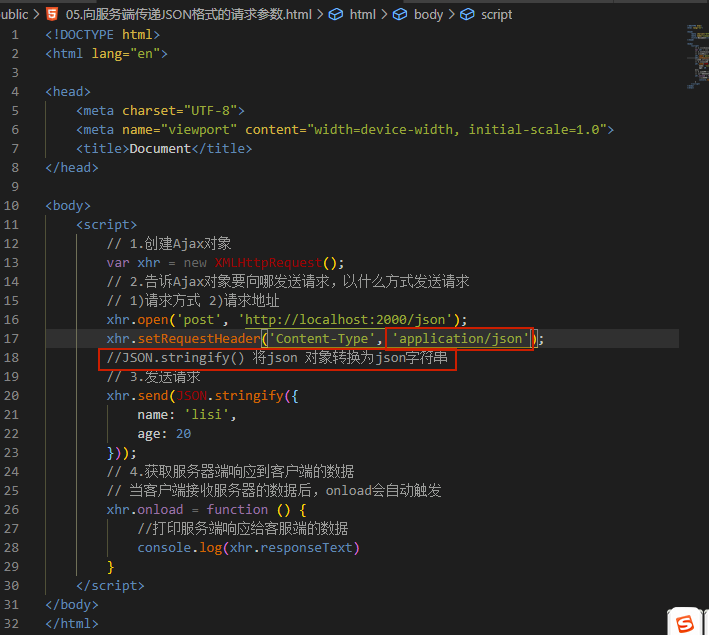 ublic > 05.向服务端传递JSON格式的请求参数.html > html > body > script
1 <!DOCTYPE html>
2 <html lang="en">
3
4 <head>
5 <meta charset="UTF-8">
6 <meta name="viewport" content="width=device-width, initial-scale=1.0">
7 <title>Document</title>
8 </head>
9
10 <body>
11 <script>
12 // 1.创建Ajax对象
13 var xhr = new XMLHttpRequest();
14 // 2.告诉Ajax对象要向哪发送请求，以什么方式发送请求
15 // 1)请求方式 2)请求地址
16 xhr.open('post', 'http://localhost:2000/json');
17 xhr.setRequestHeader('Content-Type', 'application/json');
18 //JSON.stringify() 将json 对象转换为json字符串
19 // 3.发送请求
20 xhr.send(JSON.stringify({
21 name: 'lisi',
22 age: 20
23 }));
24 // 4.获取服务器端响应到客户端的数据
25 // 当客户端接收服务器的数据后，onload会自动触发
26 xhr.onload = function () {
27 //打印服务端响应给客服端的数据
28 console.log(xhr.responseText)
29 }
30 </script>
31 </body>
32 </html>